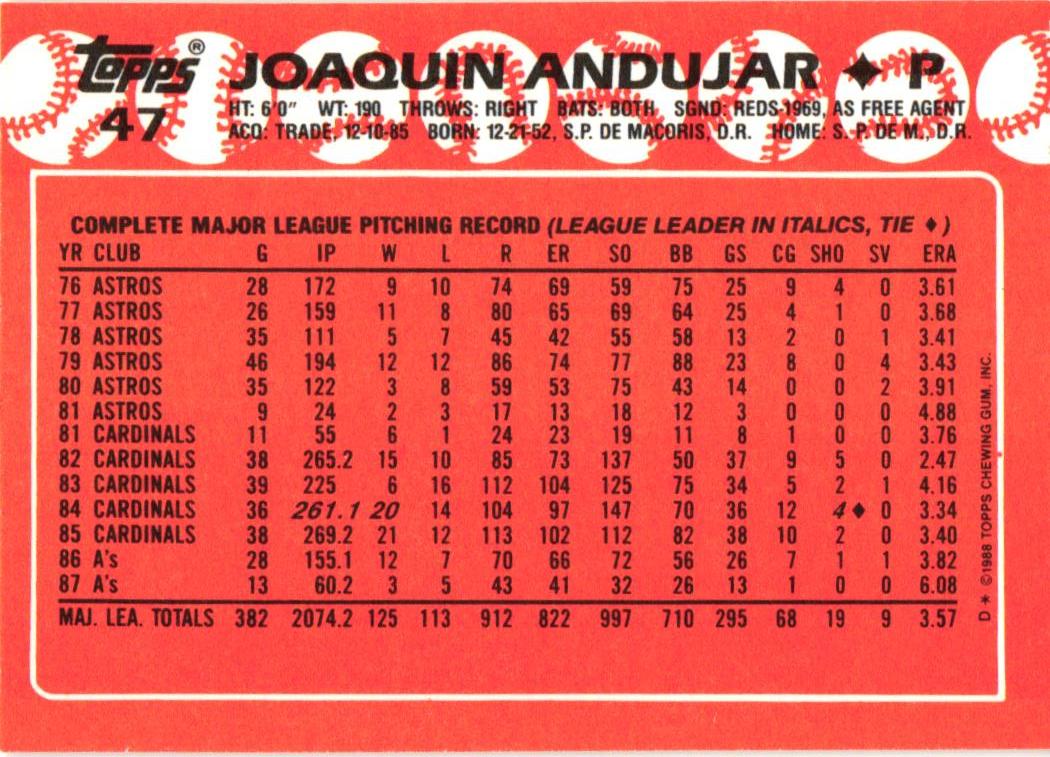 topps® JOAQUIN ANDUJAR ♦ P
47 HT: 6'0" WT: 190 THROWS: RIGHT BATS: BOTH SGND: REDS-1969, AS FREE AGENT
ACQ: TRADE, 12-10-85 BORN: 12-21-52, S.P. DE MACORIS, D.R. HOME: S. P. DE M., D.R.
COMPLETE MAJOR LEAGUE PITCHING RECORD (LEAGUE LEADER IN ITALICS, TIE ♦)
YR CLUB G IP W L R ER SO BB GS CG SHO SV ERA
76 ASTROS 28 172 9 10 74 69 59 75 25 9 4 0 3.61
77 ASTROS 26 159 11 8 80 65 69 64 25 4 1 0 3.68
78 ASTROS 35 111 5 7 45 42 55 58 13 2 0 1 3.41
79 ASTROS 46 194 12 12 86 74 77 88 23 8 0 4 3.43
80 ASTROS 35 122 3 8 59 53 75 43 14 0 0 2 3.91
81 ASTROS 9 24 2 3 17 13 18 12 3 0 0 0 4.88
81 CARDINALS 11 55 6 1 24 23 19 11 8 1 0 0 3.76
82 CARDINALS 38 265.2 15 10 85 73 137 50 37 9 5 0 2.47
83 CARDINALS 39 225 6 16 112 104 125 75 34 5 2 1 4.16
84 CARDINALS 36 261.1 20 14 104 97 147 70 36 12 4♦ 0 3.34
85 CARDINALS 38 269.2 21 12 113 102 112 82 38 10 2 0 3.40
86 A's 28 155.1 12 7 70 66 72 56 26 7 1 1 3.82
87 A's 13 60.2 3 5 43 41 32 26 13 1 0 0 6.08
MAJ. LEA. TOTALS 382 2074.2 125 113 912 822 997 710 295 68 19 9 3.57
D * ©1988 TOPPS CHEWING GUM, INC.